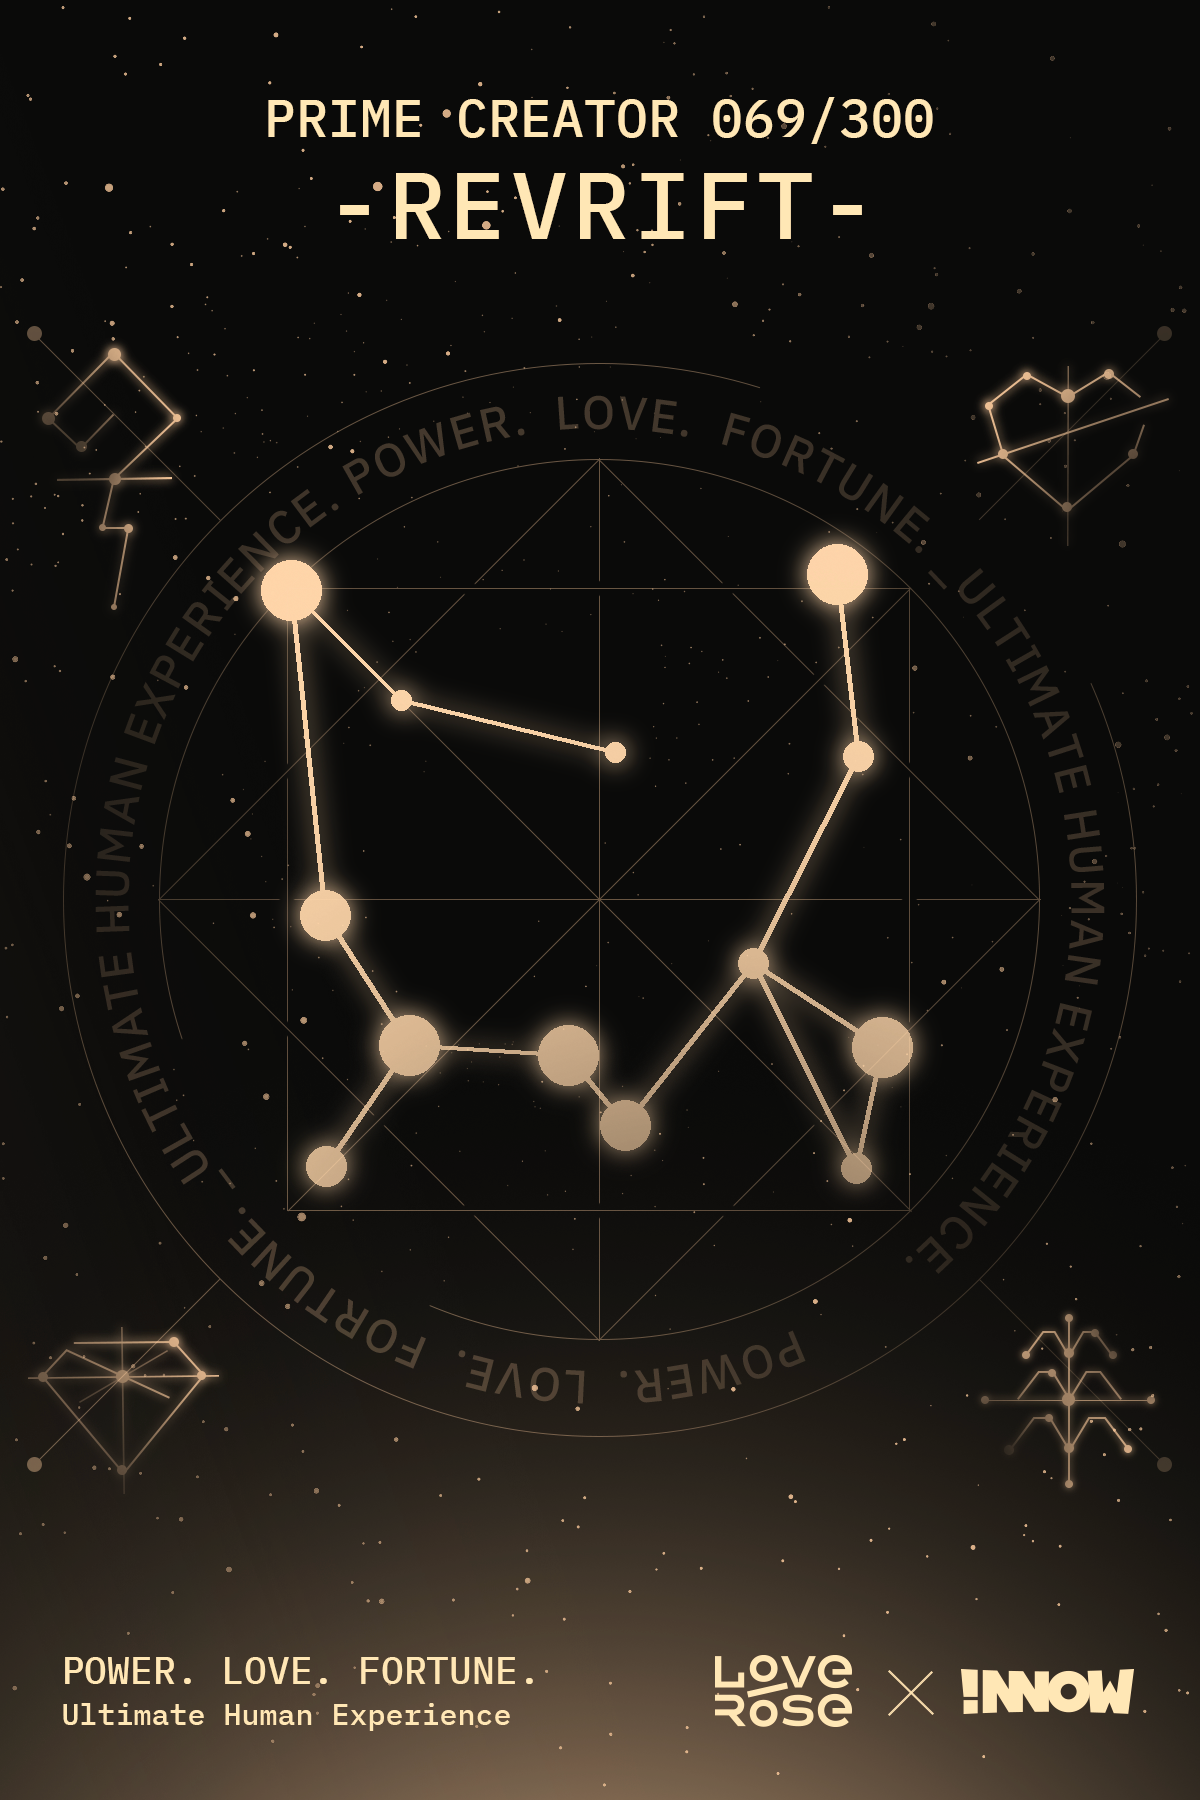 PRIME CREATOR 069/300
-REVRIFT-
POWER. LOVE. FORTUNE. – ULTIMATE HUMAN EXPERIENCE.
POWER. LOVE. FORTUNE. – ULTIMATE HUMAN EXPERIENCE.
POWER. LOVE. FORTUNE.
Ultimate Human Experience
LOVE
ROSE
!NNOW